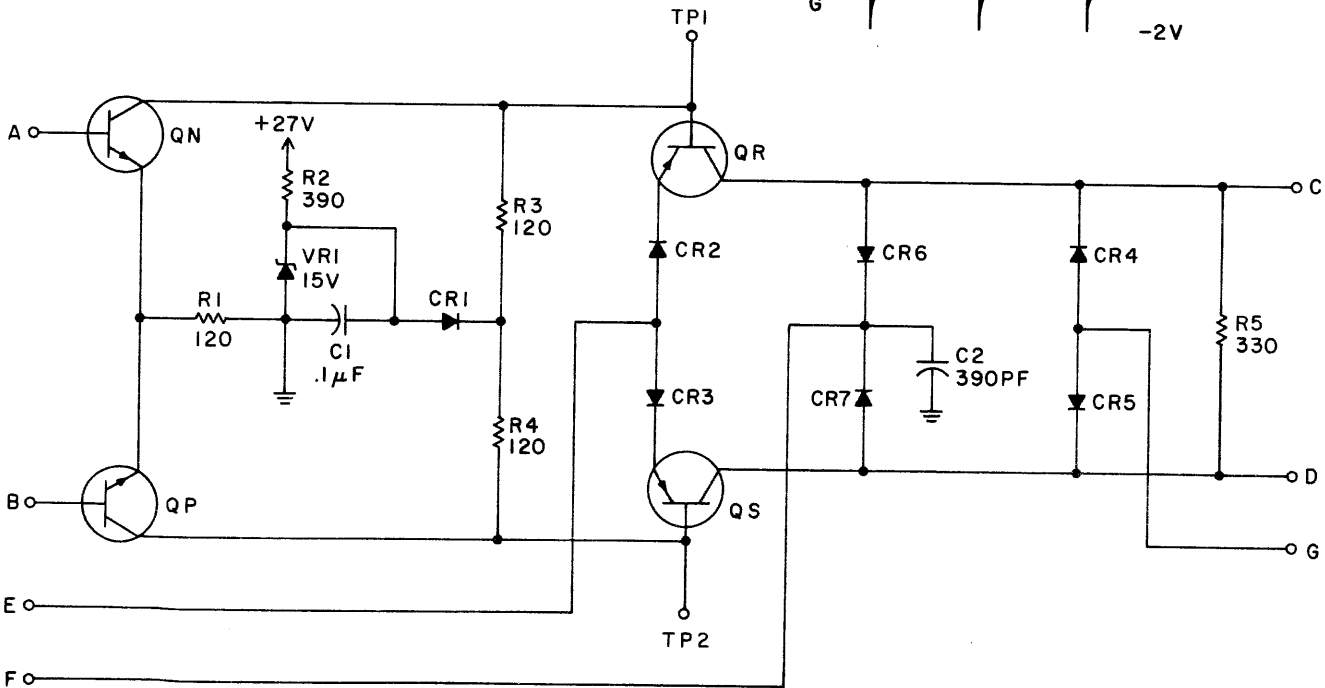 TP1
G
-2V
A
QN
+27V
QR
R2
390
C
R3
120
VR1
15V
CR2
CR6
CR4
R1
120
CR1
C1
.1µF
R5
330
C2
390PF
CR3
CR7
CR5
R4
120
B
QP
QS
D
G
E
TP2
F